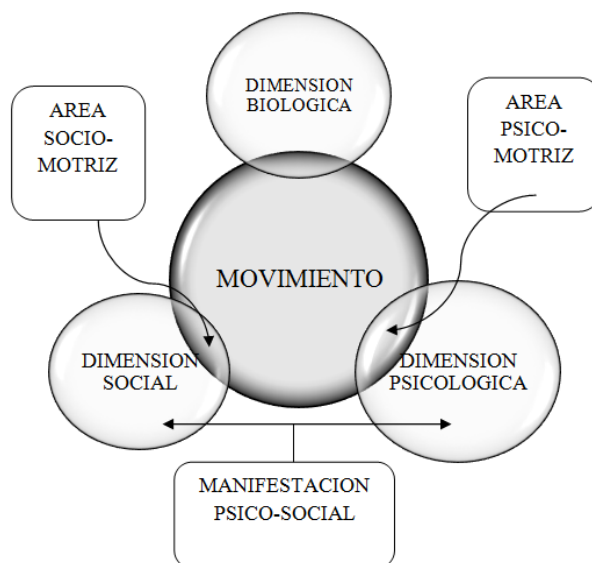 DIMENSION
BIOLOGICA
AREA
SOCIO-
MOTRIZ
AREA
PSICO-
MOTRIZ
MOVIMIENTO
DIMENSION
SOCIAL
DIMENSION
PSICOLOGICA
MANIFESTACION
PSICO-SOCIAL